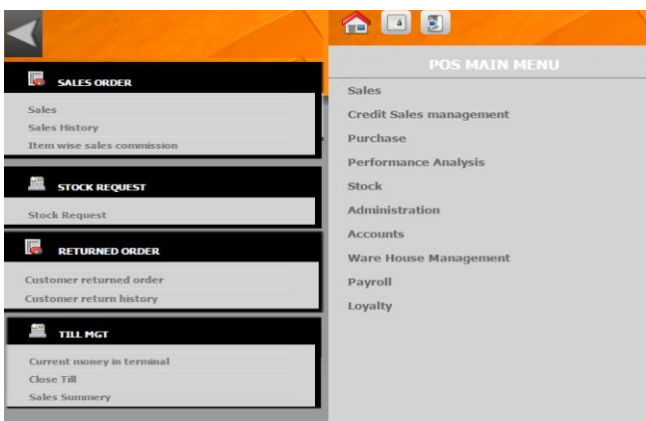 SALES ORDER
Sales
Sales History
Item wise sales commission
STOCK REQUEST
Stock Request
RETURNED ORDER
Customer returned order
Customer return history
TILL MGT
Current money in terminal
Close Till
Sales Summery
POS MAIN MENU
Sales
Credit Sales management
Purchase
Performance Analysis
Stock
Administration
Accounts
Ware House Management
Payroll
Loyalty